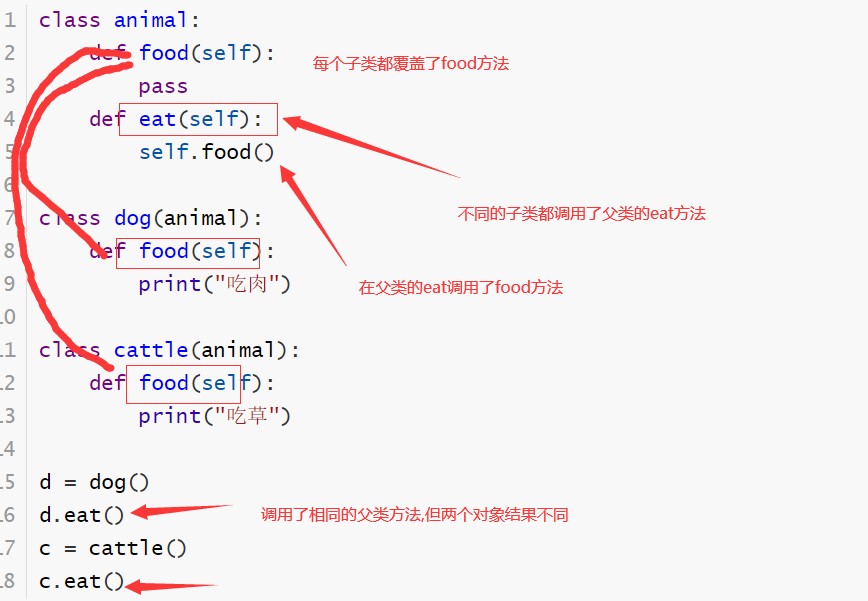 1 class animal:
2 def food(self):
每个子类都覆盖了food方法
3 pass
4 def eat(self):
5 self.food()
6
不同的子类都调用了父类的eat方法
7 class dog(animal):
8 def food(self):
9 print("吃肉")
在父类的eat调用了food方法
10
11 class cattle(animal):
12 def food(self):
13 print("吃草")
14
15 d = dog()
16 d.eat()
调用了相同的父类方法,但两个对象结果不同
17 c = cattle()
18 c.eat()